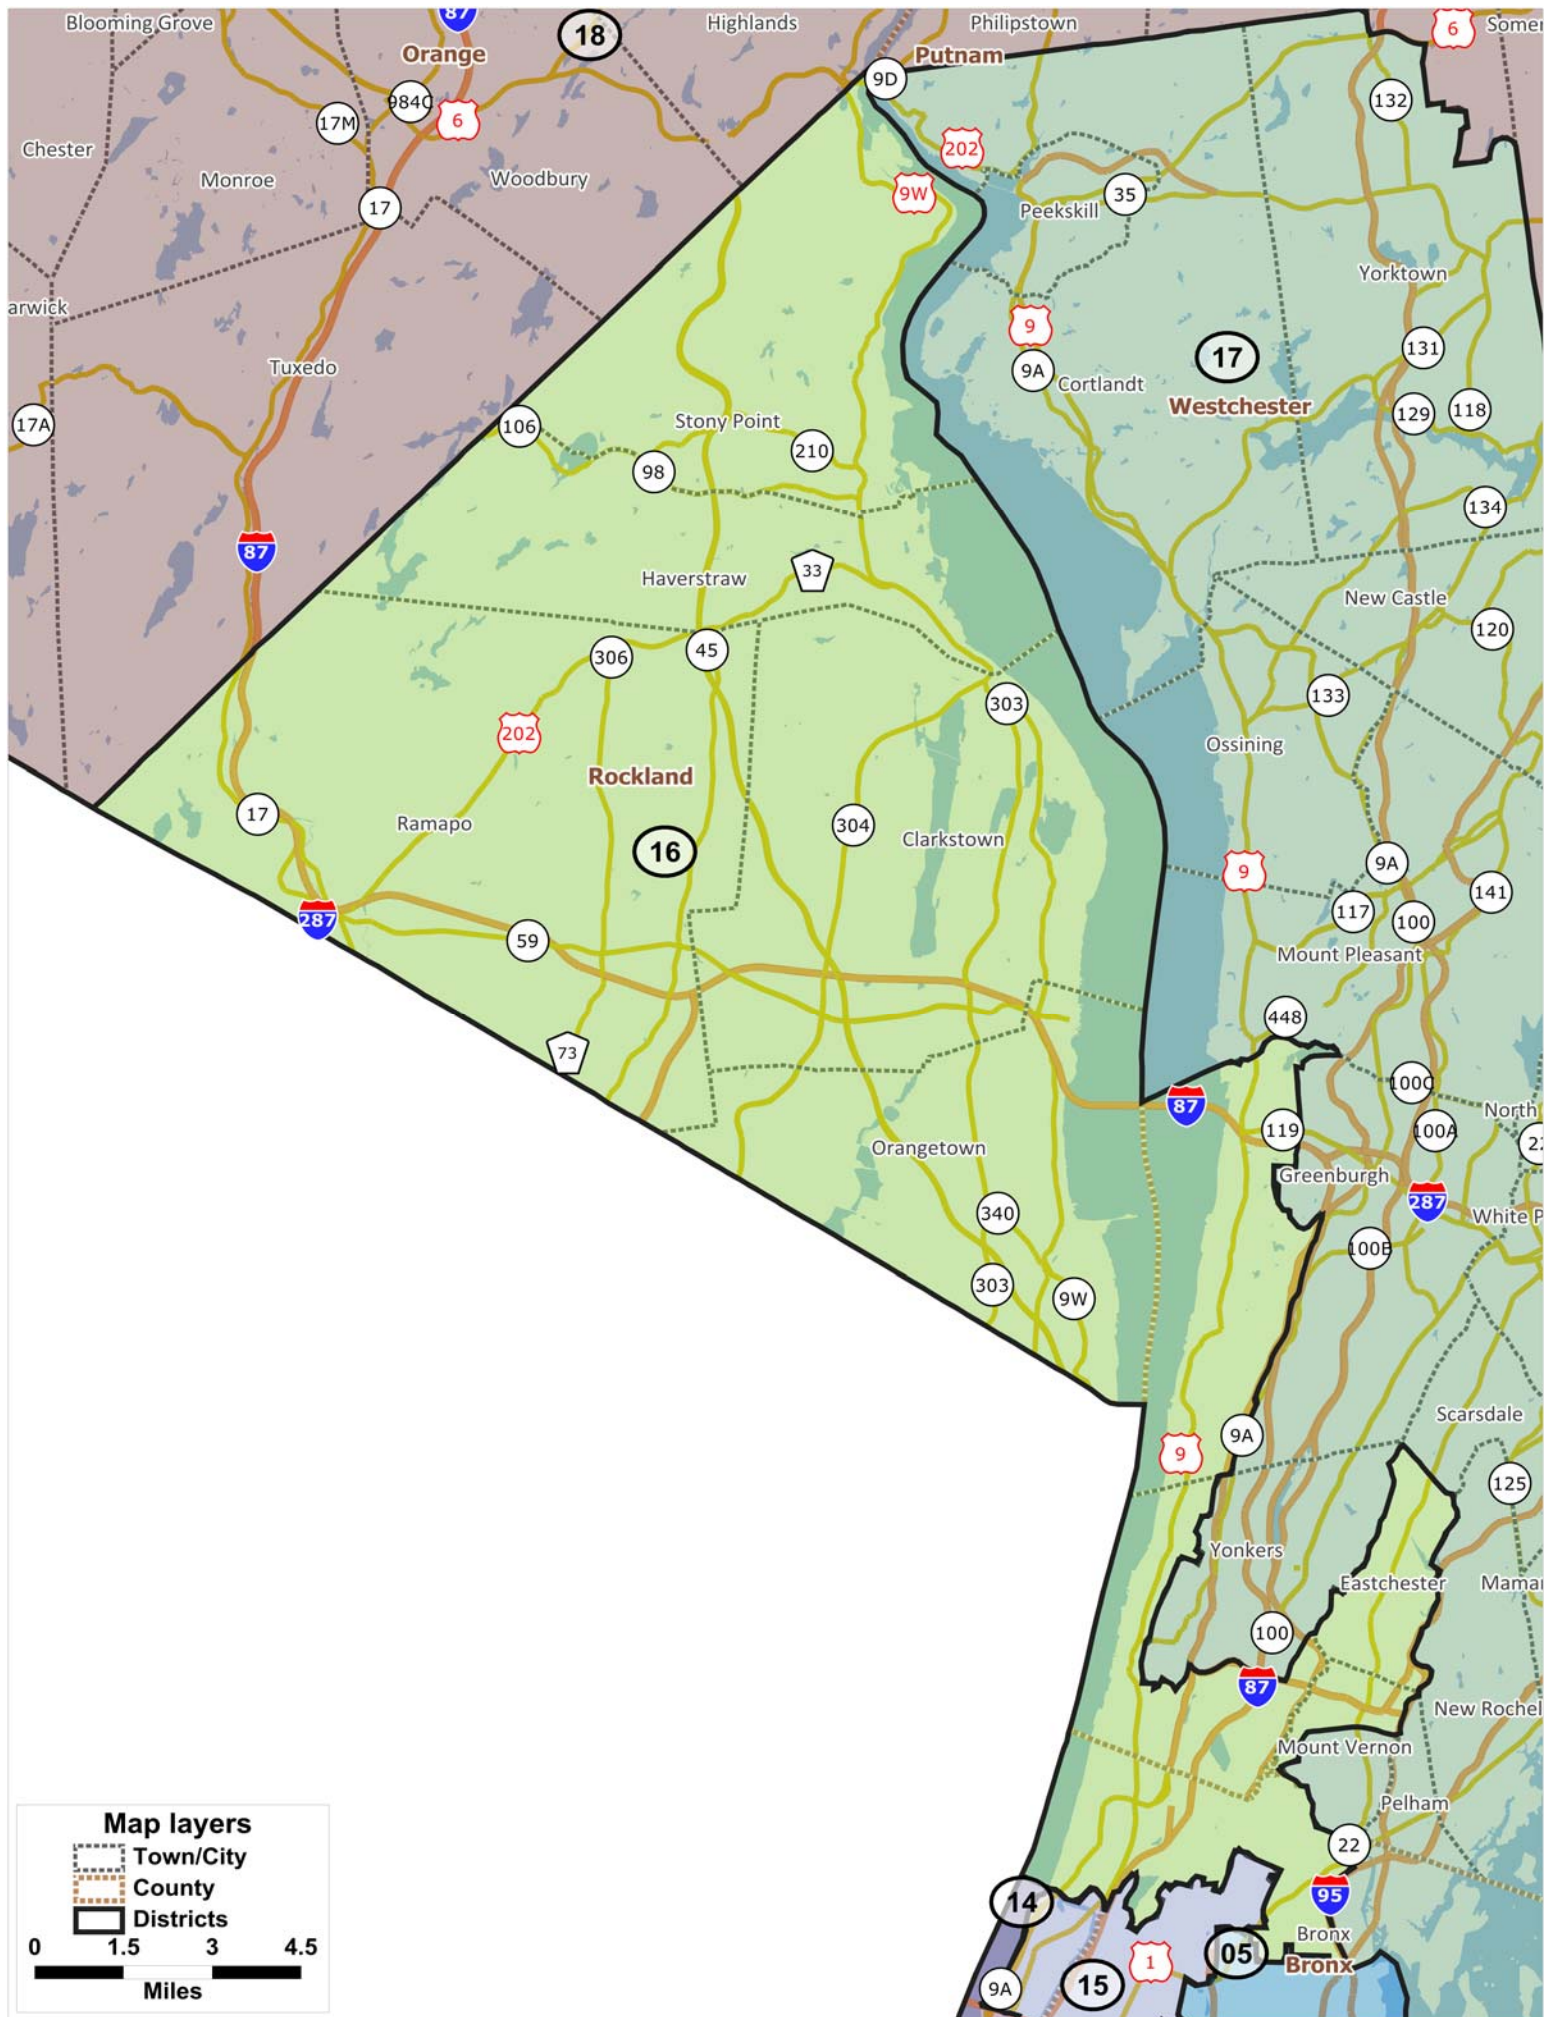 Blooming Grove
87
18
Highlands
Philipstown
6
Orange
Putnam
9D
984C
17M
6
132
Chester
202
Monroe
Woodbury
9W
35
17
Peekskill
Yorktown
arwick
9
17
131
Tuxedo
9A
Cortlandt
Westchester
129
118
17A
106
Stony Point
210
98
134
87
33
Haverstraw
New Castle
120
306
45
133
303
202
Ossining
Rockland
17
Ramapo
304
Clarkstown
16
9A
9
141
117
100
287
59
Mount Pleasant
448
73
100C
87
North
119
100A
Orangetown
Greenburgh
287
340
White P
100B
303
9W
Scarsdale
9A
9
125
Yonkers
Eastchester
Mamar
100
87
New Rochel
Mount Vernon
Pelham
Map layers
22
Town/City
County
95
14
Districts
Bronx
0 1.5 3 4.5
05
1
Bronx
15
9A
Miles